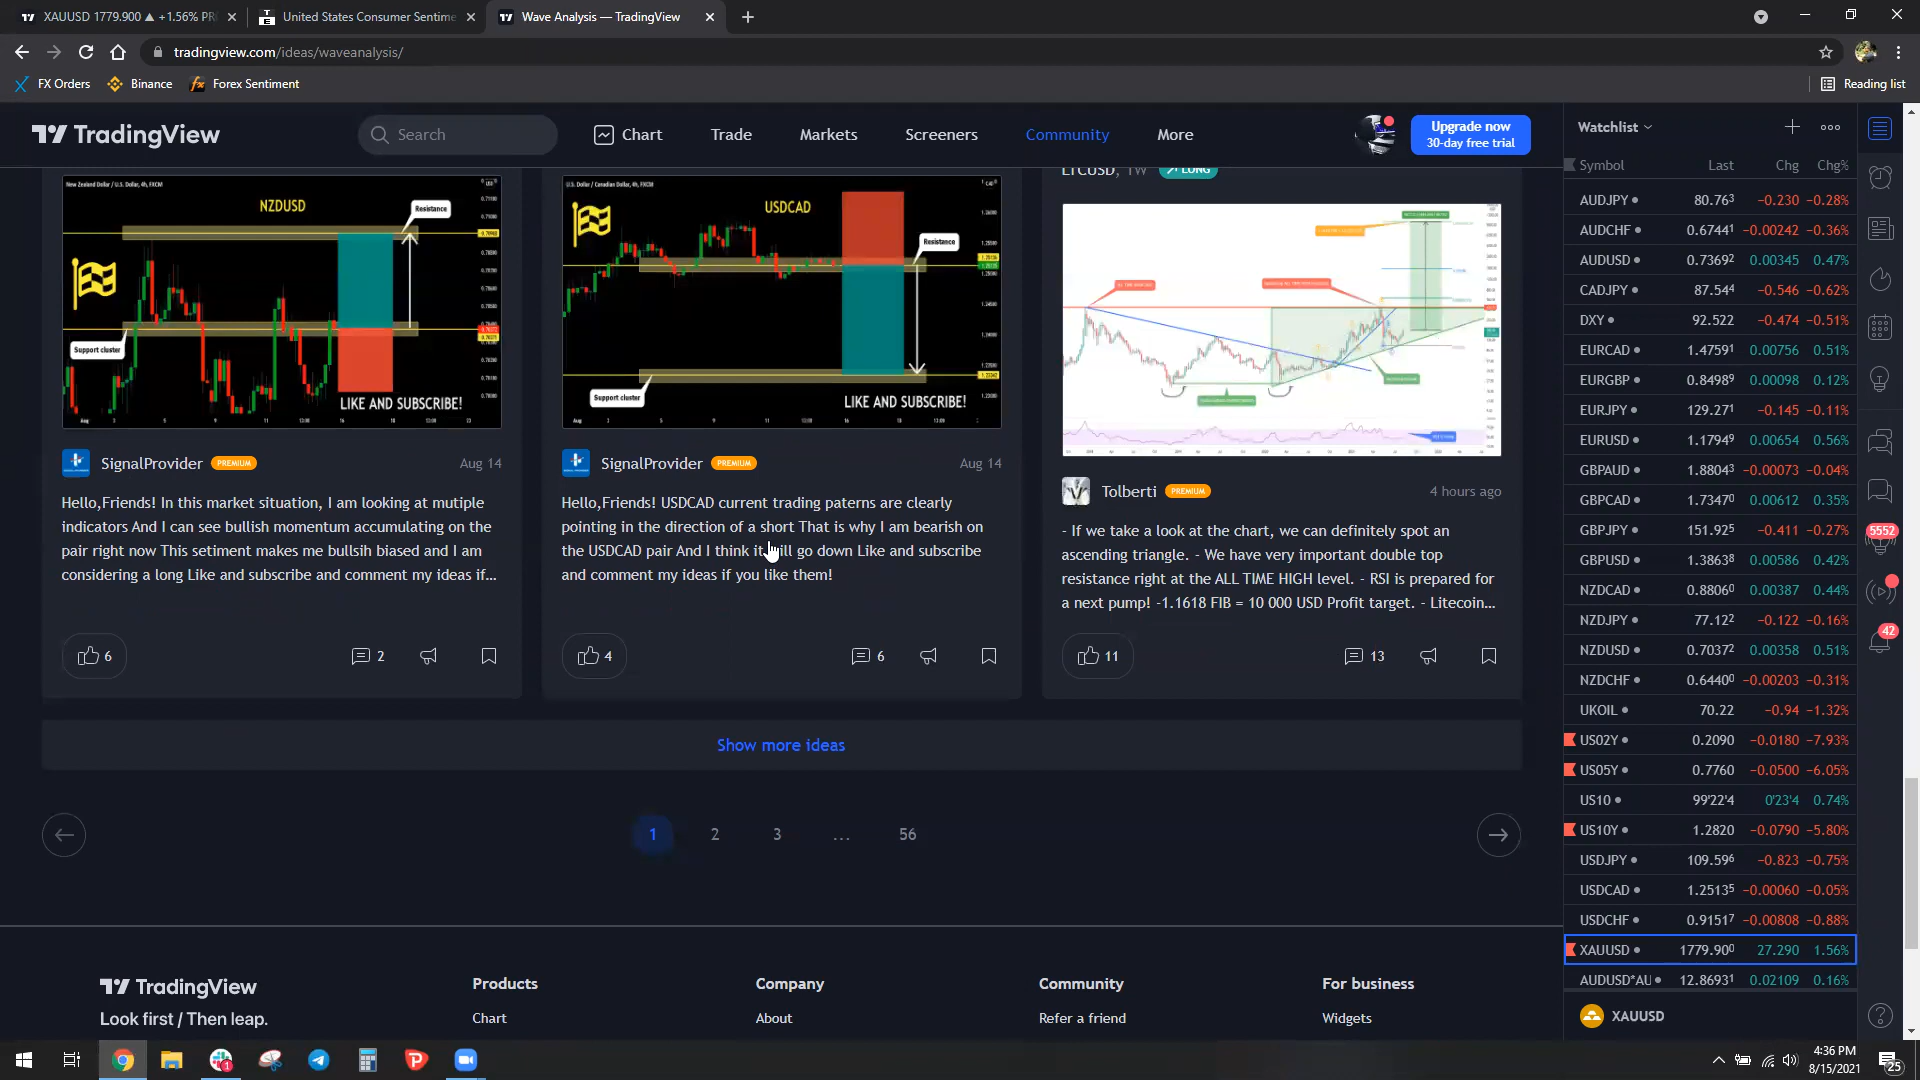 XAUUSD 1779.900 ▲ +1.56% PRI
United States Consumer Sentime
Wave Analysis — TradingView
tradingview.com/ideas/waveanalysis/
FX Orders
Binance
Forex Sentiment
Reading list
TradingView
Search
Chart
Trade
Markets
Screeners
Community
More
Upgrade now
30-day free trial
New Zealand Dollar / U.S. Dollar, 4h, FXCM
NZDUSD
Resistance
Support cluster
LIKE AND SUBSCRIBE!
SignalProvider PREMIUM Aug 14
Hello,Friends! In this market situation, I am looking at mutiple
indicators And I can see bullish momentum accumulating on the
pair right now This setiment makes me bullsih biased and I am
considering a long Like and subscribe and comment my ideas if...
6
2
U.S. Dollar / Canadian Dollar, 4h, FXCM
USDCAD
Resistance
Support cluster
LIKE AND SUBSCRIBE!
SignalProvider PREMIUM Aug 14
Hello,Friends! USDCAD current trading paterns are clearly
pointing in the direction of a short That is why I am bearish on
the USDCAD pair And I think it will go down Like and subscribe
and comment my ideas if you like them!
4
6
LTCUSD, 1W LONG
Tolberti PREMIUM 4 hours ago
- If we take a look at the chart, we can definitely spot an
ascending triangle. - We have very important double top
resistance right at the ALL TIME HIGH level. - RSI is prepared for
a next pump! -1.1618 FIB = 10 000 USD Profit target. - Litecoin...
11
13
Show more ideas
1 2 3 ... 56
TradingView
Look first / Then leap.
Products
Chart
Company
About
Community
Refer a friend
For business
Widgets
Watchlist
Symbol Last Chg Chg%
AUDJPY 80.763 −0.230 −0.28%
AUDCHF 0.67441 −0.00242 −0.36%
AUDUSD 0.73692 0.00345 0.47%
CADJPY 87.544 −0.546 −0.62%
DXY 92.522 −0.474 −0.51%
EURCAD 1.47591 0.00756 0.51%
EURGBP 0.84989 0.00098 0.12%
EURJPY 129.271 −0.145 −0.11%
EURUSD 1.17949 0.00654 0.56%
GBPAUD 1.88043 −0.00073 −0.04%
GBPCAD 1.73470 0.00612 0.35%
GBPJPY 151.925 −0.411 −0.27%
GBPUSD 1.38638 0.00586 0.42%
NZDCAD 0.88060 0.00387 0.44%
NZDJPY 77.122 −0.122 −0.16%
NZDUSD 0.70372 0.00358 0.51%
NZDCHF 0.64400 −0.00203 −0.31%
UKOIL 70.22 −0.94 −1.32%
US02Y 0.2090 −0.0180 −7.93%
US05Y 0.7760 −0.0500 −6.05%
US10 99'22'4 0'23'4 0.74%
US10Y 1.2820 −0.0790 −5.80%
USDJPY 109.596 −0.823 −0.75%
USDCAD 1.25135 −0.00060 −0.05%
USDCHF 0.91517 −0.00808 −0.88%
XAUUSD 1779.900 27.290 1.56%
AUDUSD*AU 12.86931 0.02109 0.16%
XAUUSD
5552
42
4:36 PM
8/15/2021
25
1